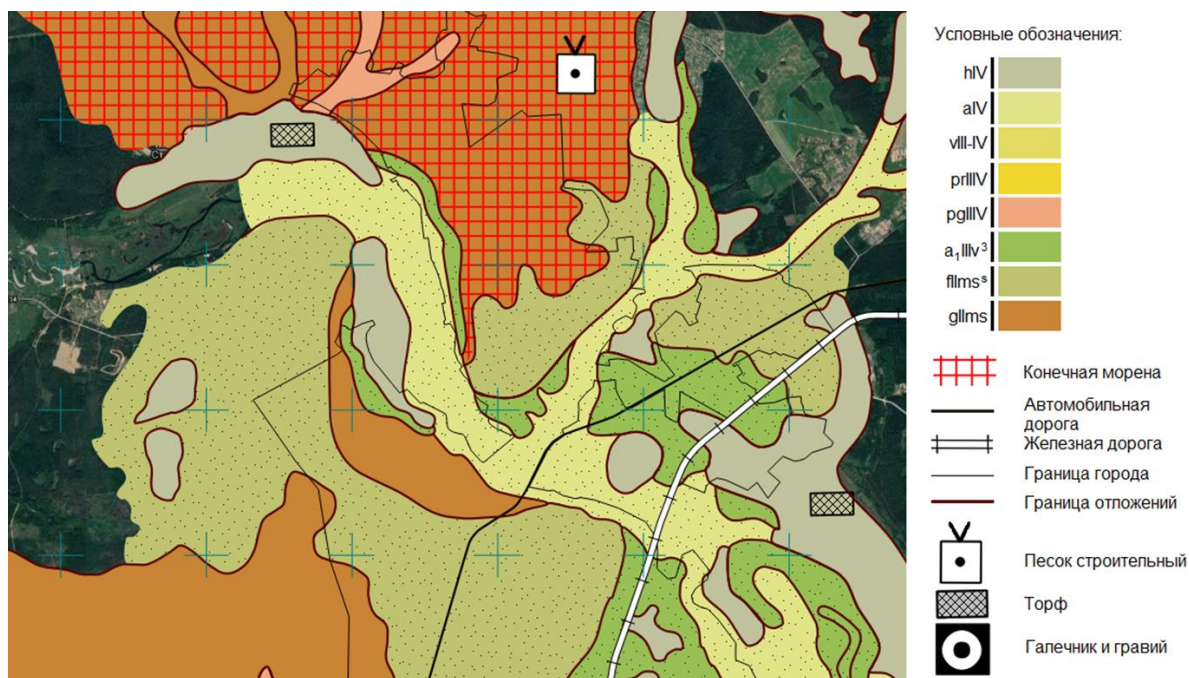 Условные обозначения:
hIV
aIV
vIII-IV
prIIIV
pgIIIV
a₁IIIv³
fIImsˢ
gIIms
Конечная морена
Автомобильная
дорога
Железная дорога
Граница города
Граница отложений
Песок строительный
Торф
Галечник и гравий